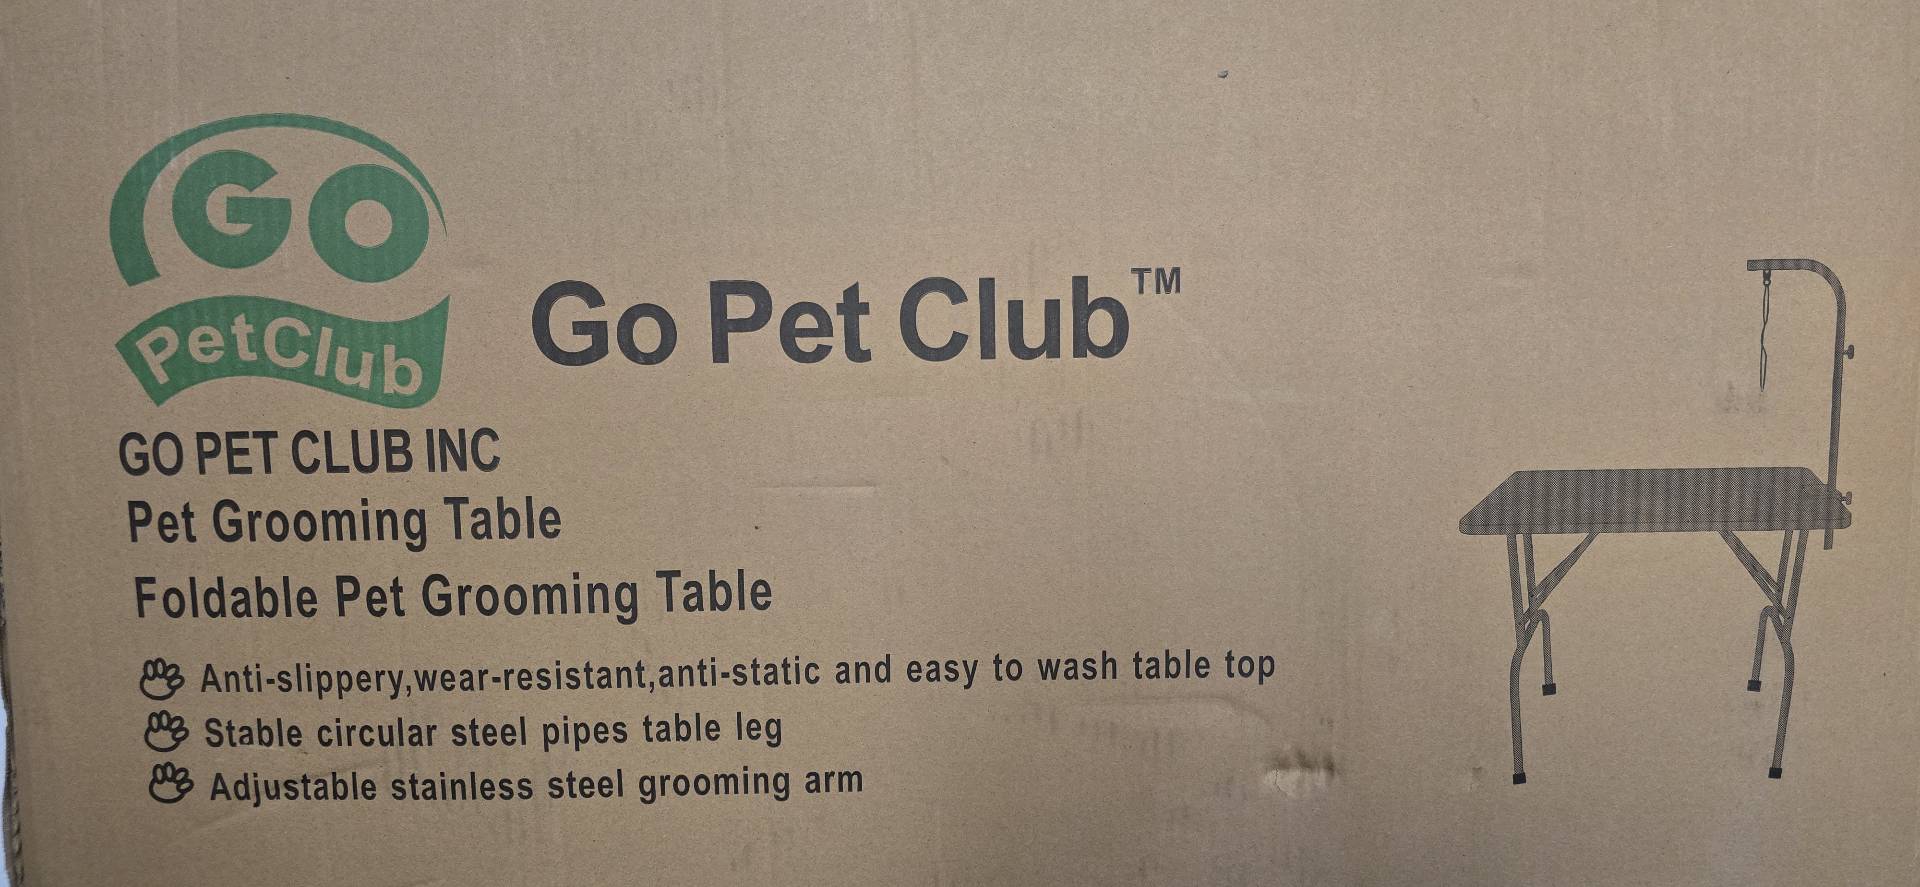 GO
PetClub
Go Pet Club™
GO PET CLUB INC
Pet Grooming Table
Foldable Pet Grooming Table
Anti-slippery,wear-resistant,anti-static and easy to wash table top
Stable circular steel pipes table leg
Adjustable stainless steel grooming arm